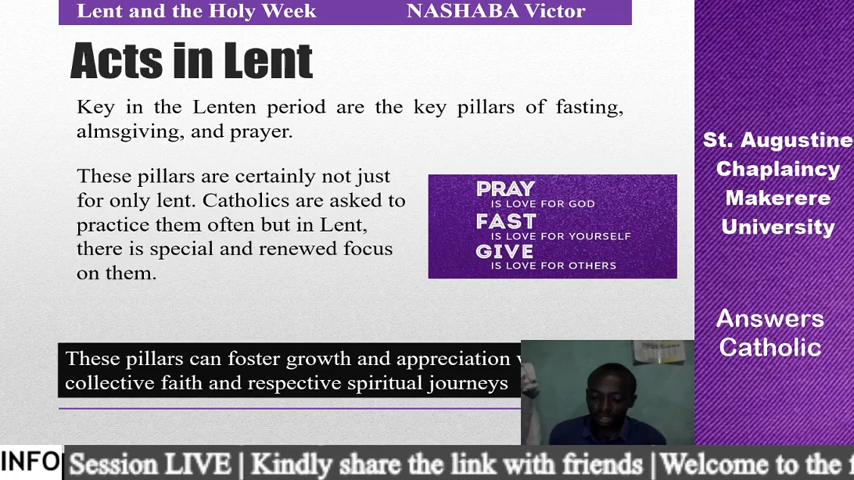 Lent and the Holy Week NASHABA Victor
Acts in Lent
Key in the Lenten period are the key pillars of fasting,
almsgiving, and prayer.
These pillars are certainly not just
for only lent. Catholics are asked to
practice them often but in Lent,
there is special and renewed focus
on them.
PRAY
IS LOVE FOR GOD
FAST
IS LOVE FOR YOURSELF
GIVE
IS LOVE FOR OTHERS
These pillars can foster growth and appreciation
collective faith and respective spiritual journeys
St. Augustine
Chaplaincy
Makerere
University
Answers
Catholic
INFO Session LIVE | Kindly share the link with friends | Welcome to the